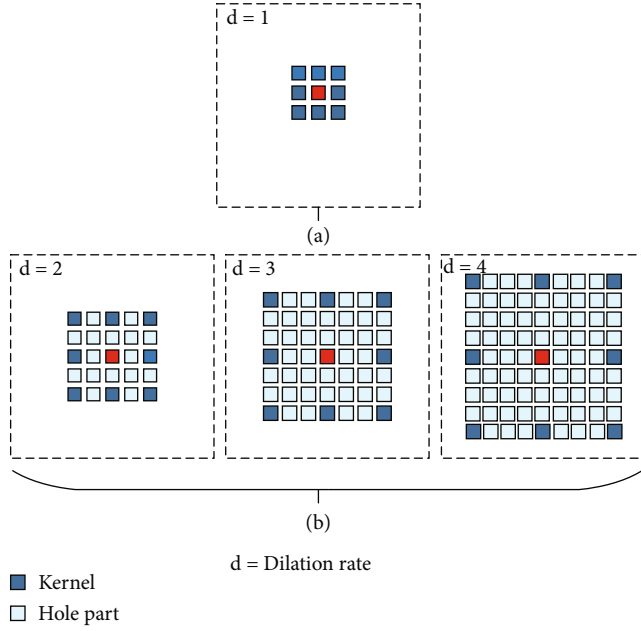 d = 1
(a)
d = 2
d = 3
d = 4
(b)
d = Dilation rate
Kernel
Hole part